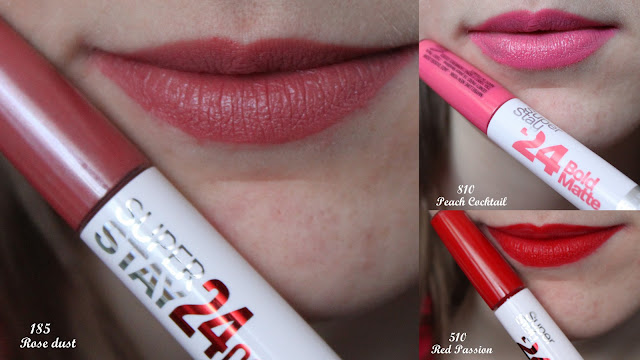 SUPER
STAY
24
185
Rose dust
Super
Stay
24
Bold
Matte
810
Peach Cocktail
Super
510
Red Passion